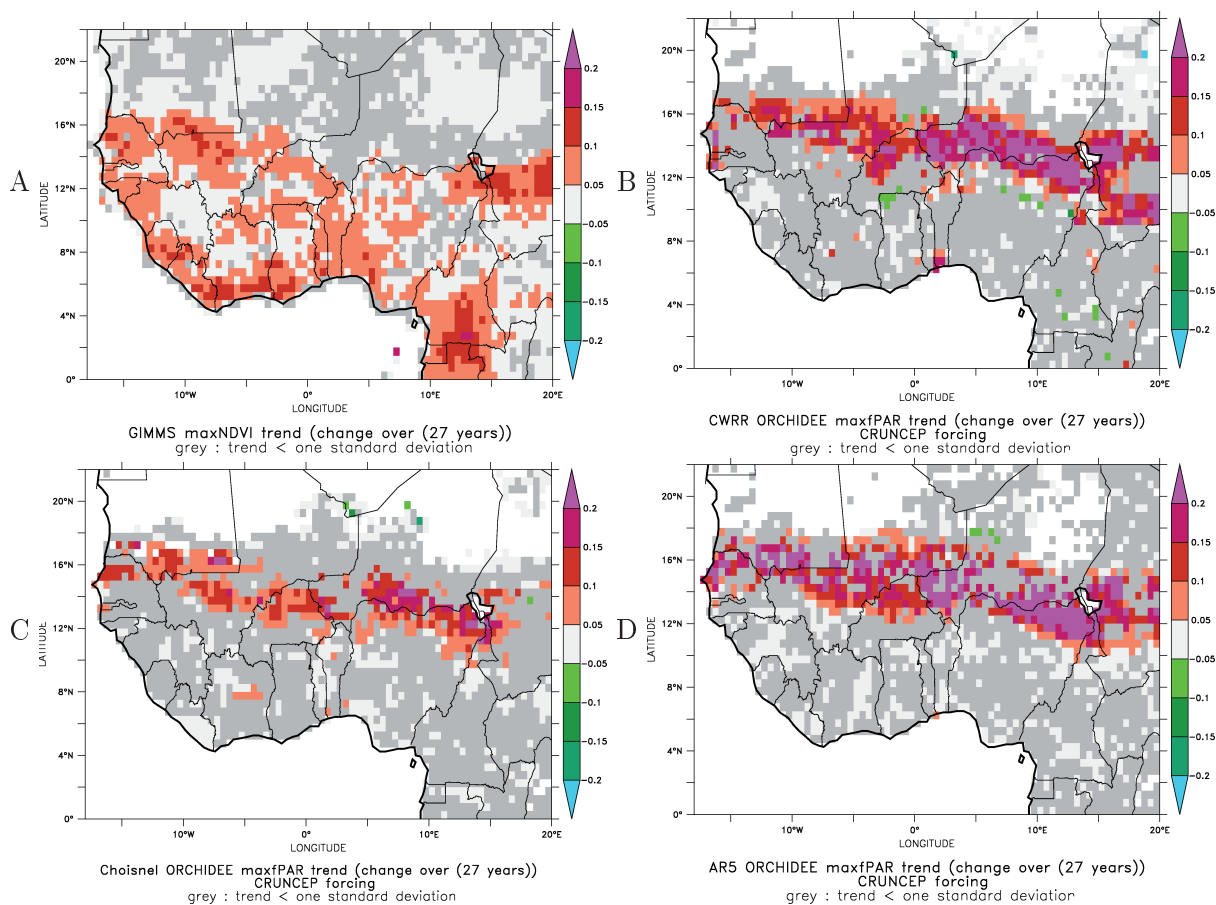 A
LATITUDE
20°N
16°N
12°N
8°N
4°N
0°
10°W
0°
10°E
20°E
LONGITUDE
0.2
0.15
0.1
0.05
−0.05
−0.1
−0.15
−0.2
GIMMS maxNDVI trend (change over (27 years))
grey : trend < one standard deviation
B
LATITUDE
20°N
16°N
12°N
8°N
4°N
0°
10°W
0°
10°E
20°E
LONGITUDE
0.2
0.15
0.1
0.05
−0.05
−0.1
−0.15
−0.2
CWRR ORCHIDEE maxfPAR trend (change over (27 years))
CRUNCEP forcing
grey : trend < one standard deviation
C
LATITUDE
20°N
16°N
12°N
8°N
4°N
0°
10°W
0°
10°E
20°E
LONGITUDE
0.2
0.15
0.1
0.05
−0.05
−0.1
−0.15
−0.2
Choisnel ORCHIDEE maxfPAR trend (change over (27 years))
CRUNCEP forcing
grey : trend < one standard deviation
D
LATITUDE
20°N
16°N
12°N
8°N
4°N
0°
10°W
0°
10°E
20°E
LONGITUDE
0.2
0.15
0.1
0.05
−0.05
−0.1
−0.15
−0.2
AR5 ORCHIDEE maxfPAR trend (change over (27 years))
CRUNCEP forcing
grey : trend < one standard deviation